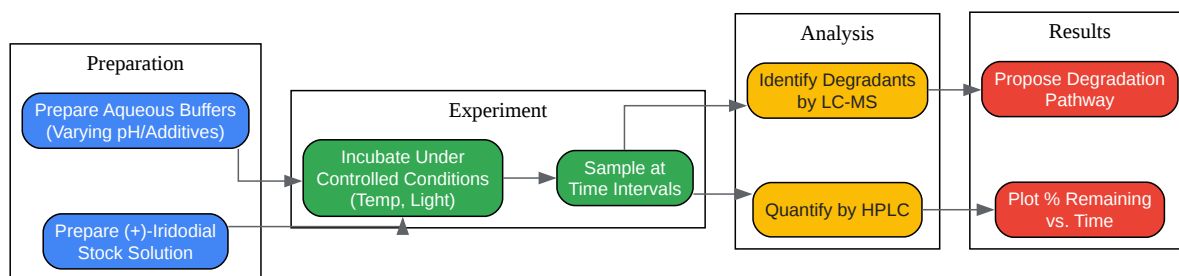 Preparation
Prepare Aqueous Buffers
(Varying pH/Additives)
Prepare (+)-Iridodial
Stock Solution
Experiment
Incubate Under
Controlled Conditions
(Temp, Light)
Sample at
Time Intervals
Analysis
Identify Degradants
by LC-MS
Quantify by HPLC
Results
Propose Degradation
Pathway
Plot % Remaining
vs. Time